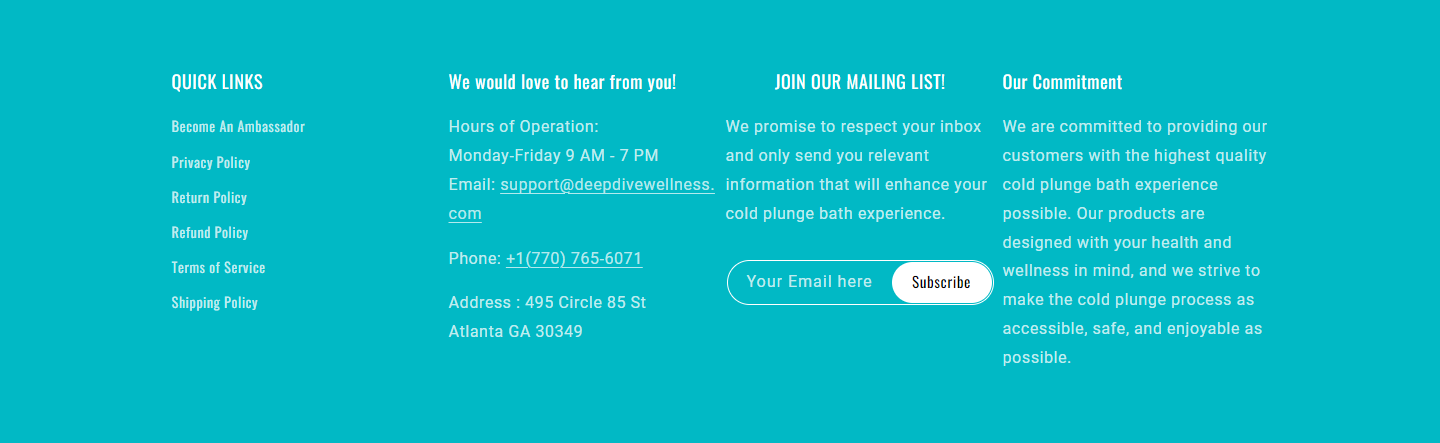 QUICK LINKS
Become An Ambassador
Privacy Policy
Return Policy
Refund Policy
Terms of Service
Shipping Policy
We would love to hear from you!
Hours of Operation:
Monday-Friday 9 AM - 7 PM
Email: support@deepdivewellness.
com
Phone: +1(770) 765-6071
Address : 495 Circle 85 St
Atlanta GA 30349
JOIN OUR MAILING LIST!
We promise to respect your inbox
and only send you relevant
information that will enhance your
cold plunge bath experience.
Your Email here
Subscribe
Our Commitment
We are committed to providing our
customers with the highest quality
cold plunge bath experience
possible. Our products are
designed with your health and
wellness in mind, and we strive to
make the cold plunge process as
accessible, safe, and enjoyable as
possible.